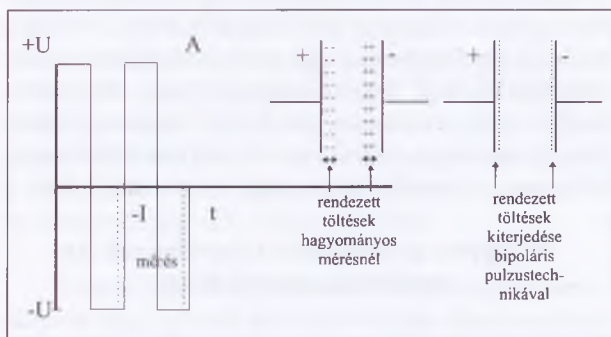 +U
A
-I
t
mérés
-U
+
-
rendezett
töltések
hagyományos
mérésnél
+
-
rendezett
töltések
kiterjedése
bipoláris
pulzustech-
nikával